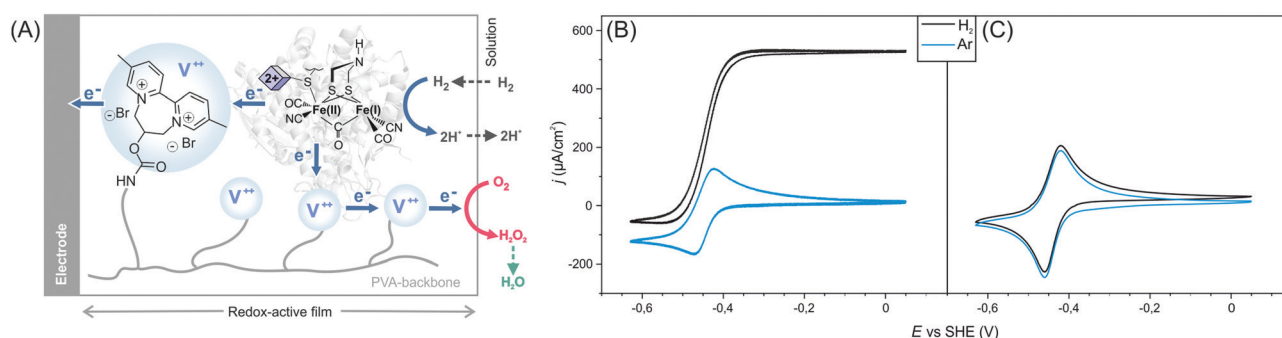 (A)
Electrode
V⁺⁺
e⁻
N
+
N
+
⊖Br
⊖Br
O
O
HN
e⁻
2+
S
H
N
S
S
OC
NC
Fe(II)
Fe(I)
C
O
CN
CO
H₂
H₂
2H⁺
2H⁺
Solution
e⁻
V⁺⁺
V⁺⁺
e⁻
V⁺⁺
e⁻
O₂
H₂O₂
H₂O
PVA-backbone
Redox-active film
(B)
H₂
Ar
(C)
j (µA/cm²)
600
400
200
0
-200
-0,6
-0,4
-0,2
0
-0,6
-0,4
-0,2
0
E vs SHE (V)